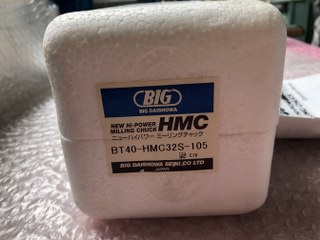 BIG
BIG DAISHOWA
NEW HI-POWER
MILLING CHUCK
HMC
ニューハイパワー ミーリングチャック
BT40-HMC32S-105
BIG DAISHOWA SEIKI CO LTD
JAPAN